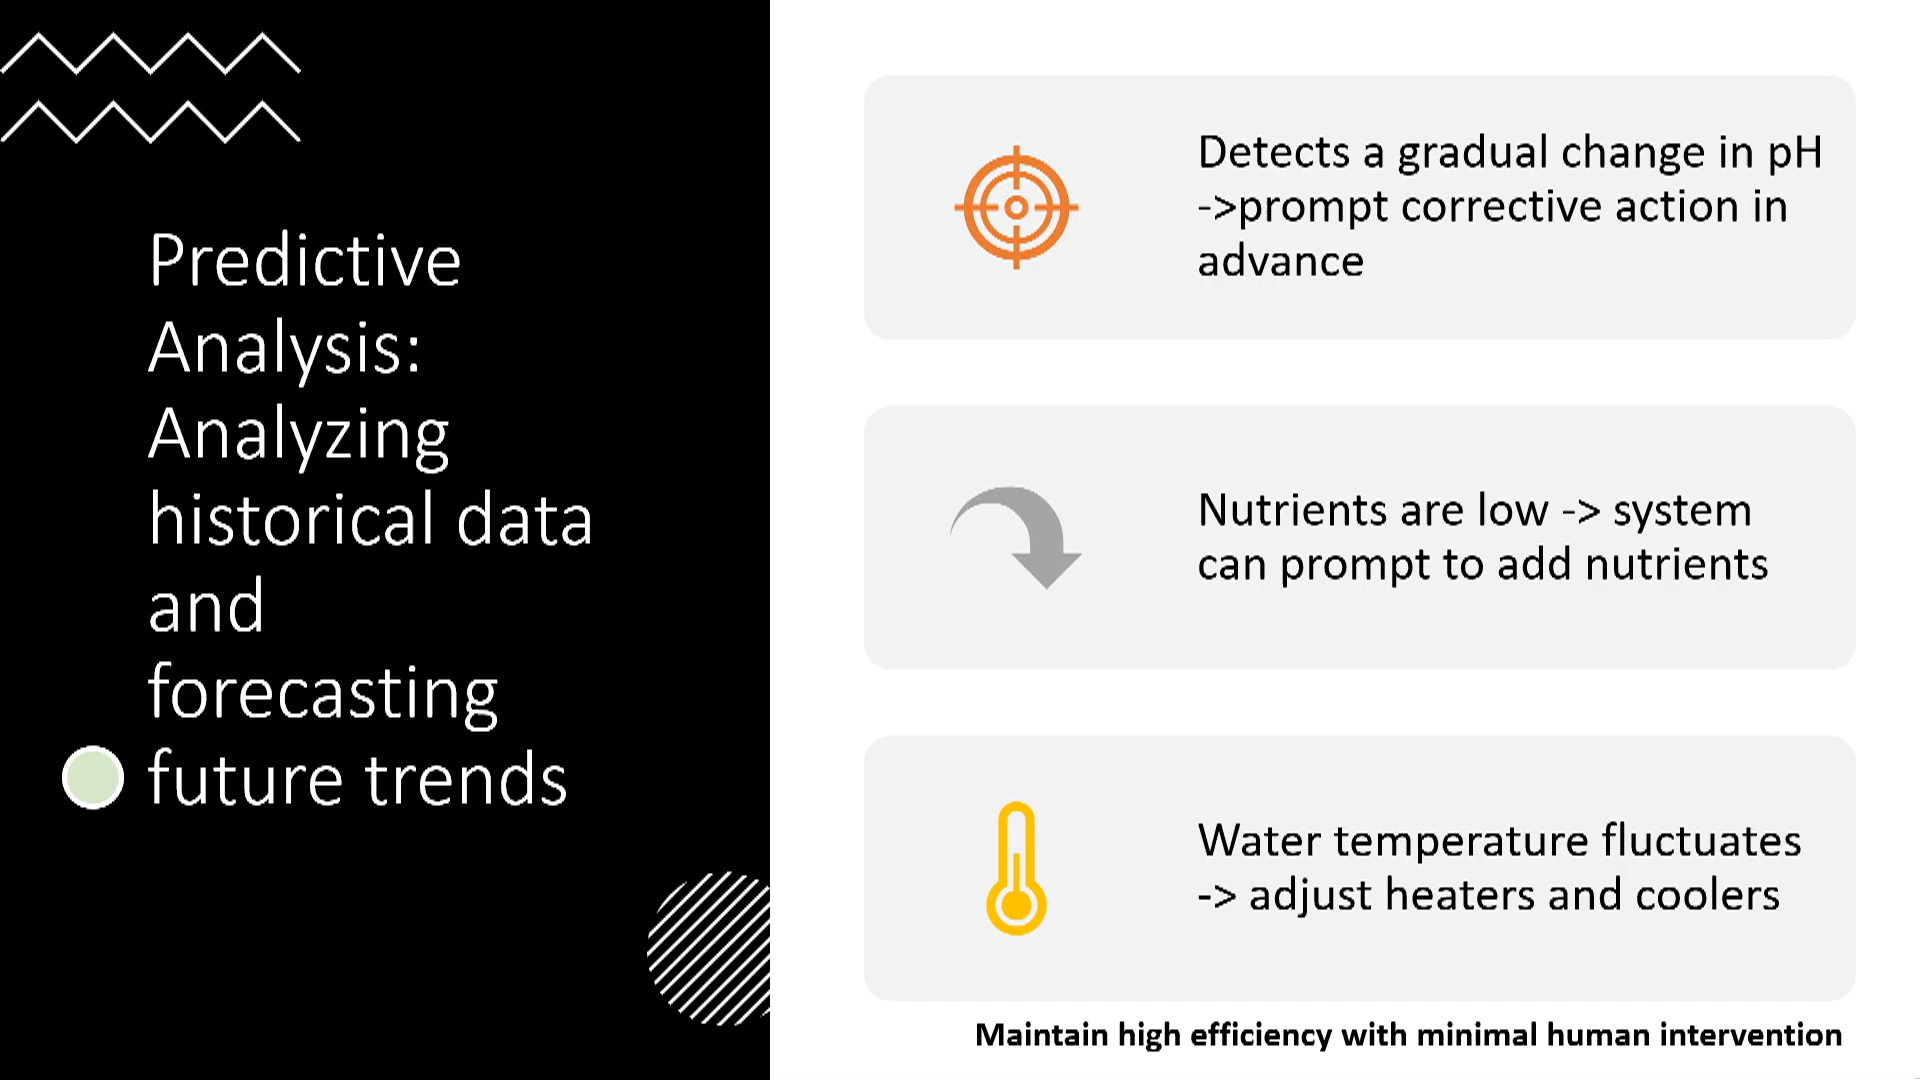 Predictive
Analysis:
Analyzing
historical data
and
forecasting
future trends
Detects a gradual change in pH
->prompt corrective action in
advance
Nutrients are low -> system
can prompt to add nutrients
Water temperature fluctuates
-> adjust heaters and coolers
Maintain high efficiency with minimal human intervention